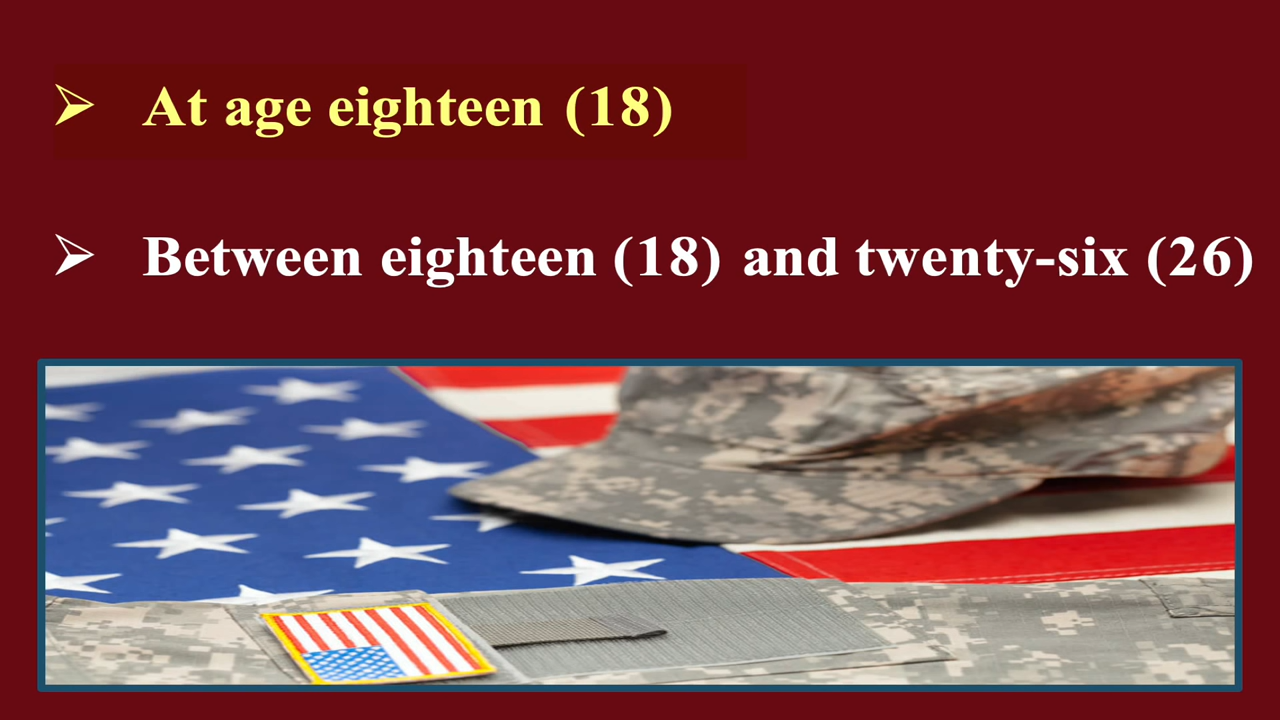 ➢ At age eighteen (18)
➢ Between eighteen (18) and twenty-six (26)